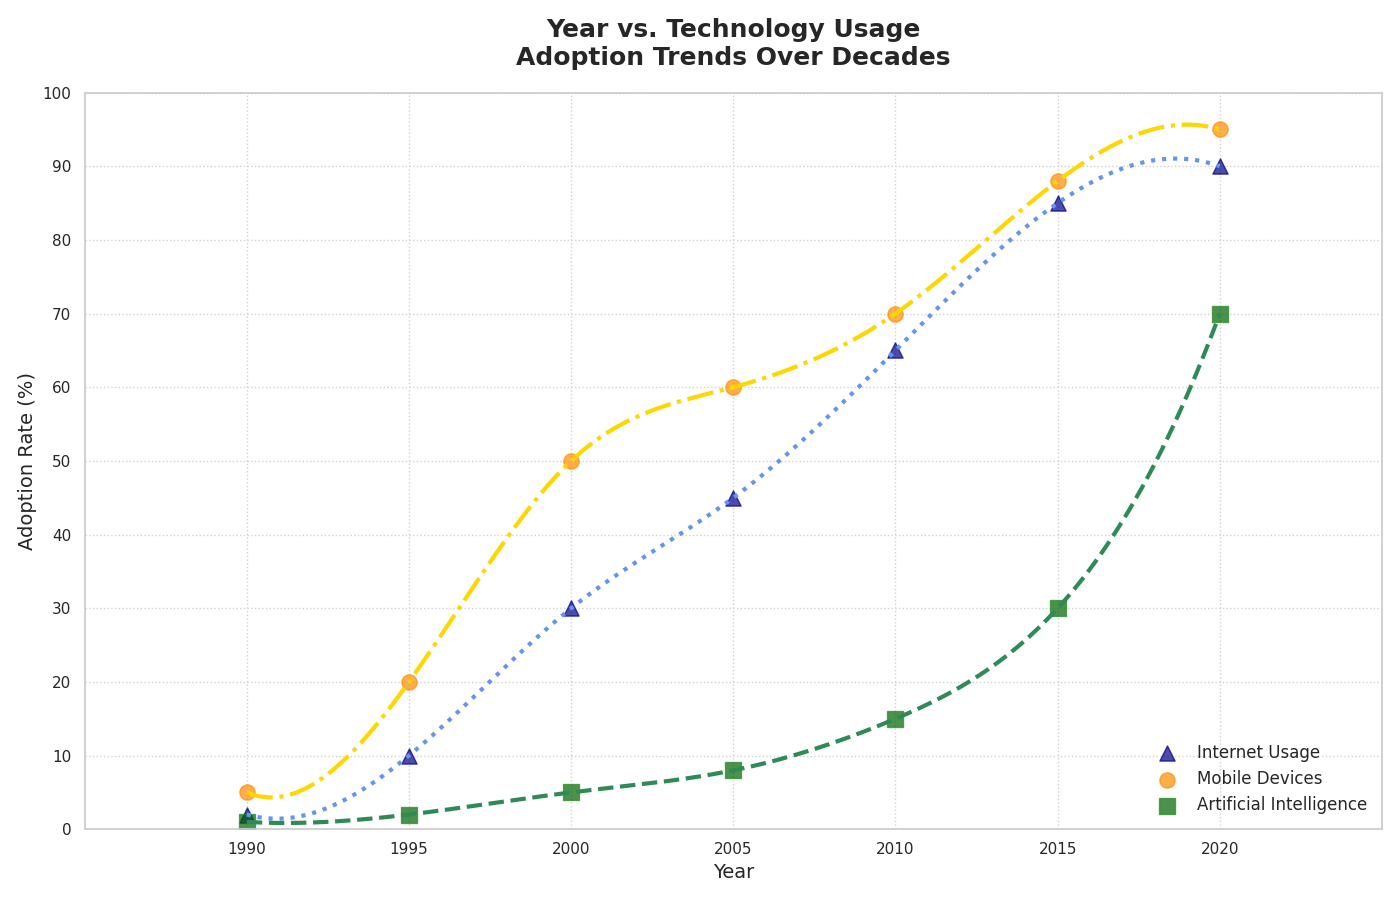 Year vs. Technology Usage
Adoption Trends Over Decades
Adoption Rate (%)
100
90
80
70
60
50
40
30
20
10
0
Internet Usage
Mobile Devices
Artificial Intelligence
1990 1995 2000 2005 2010 2015 2020
Year